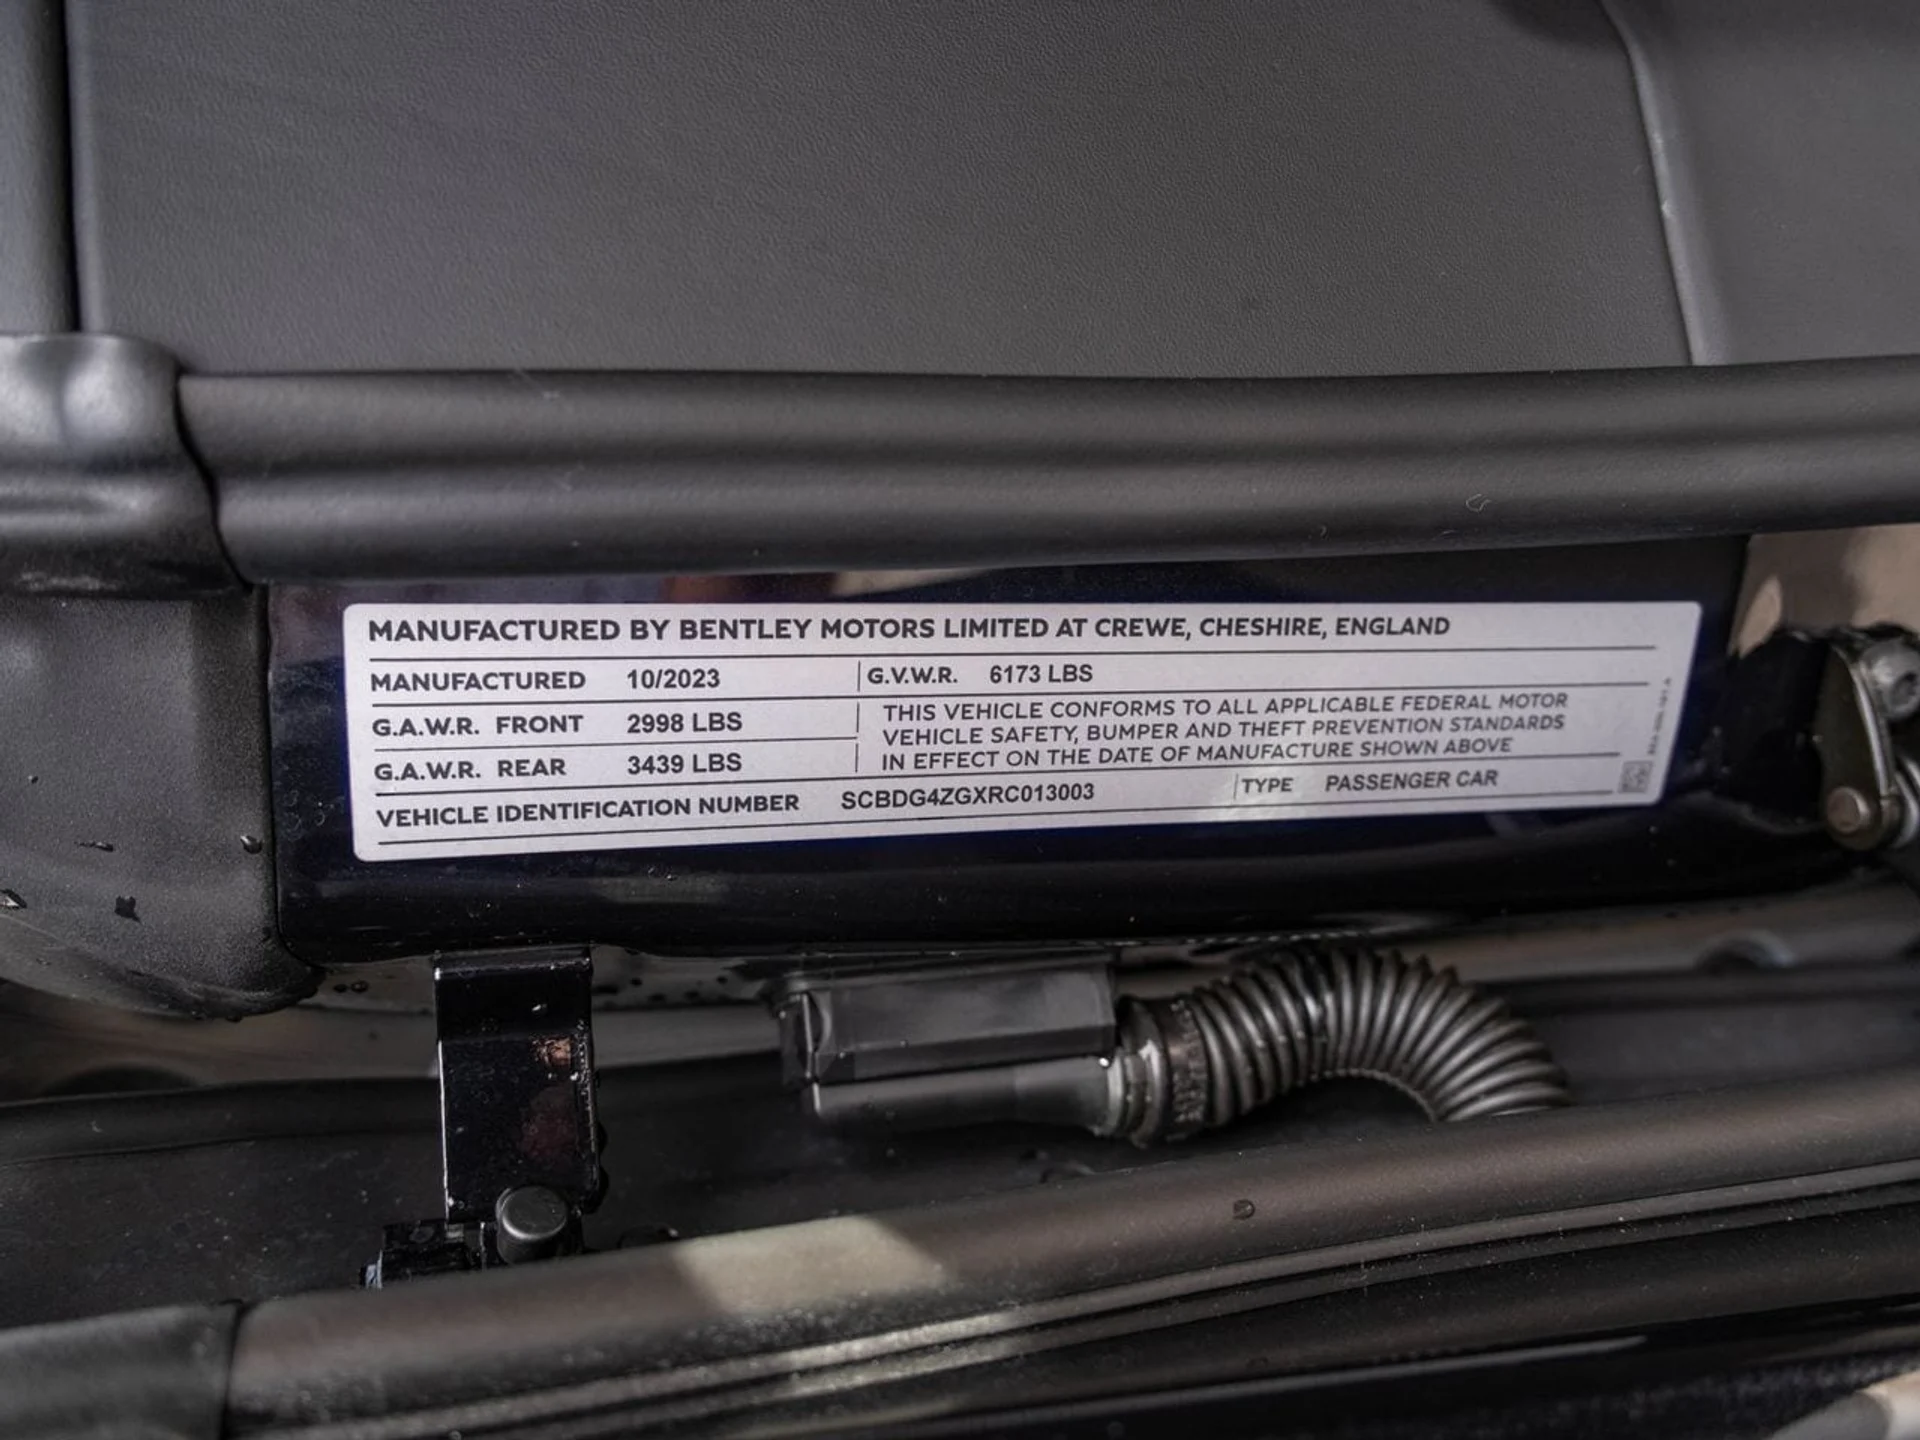 MANUFACTURED BY BENTLEY MOTORS LIMITED AT CREWE, CHESHIRE, ENGLAND
MANUFACTURED 10/2023 G.V.W.R. 6173 LBS
G.A.W.R. FRONT 2998 LBS
G.A.W.R. REAR 3439 LBS
THIS VEHICLE CONFORMS TO ALL APPLICABLE FEDERAL MOTOR
VEHICLE SAFETY, BUMPER AND THEFT PREVENTION STANDARDS
IN EFFECT ON THE DATE OF MANUFACTURE SHOWN ABOVE
VEHICLE IDENTIFICATION NUMBER SCBDG4ZGXRC013003 TYPE PASSENGER CAR